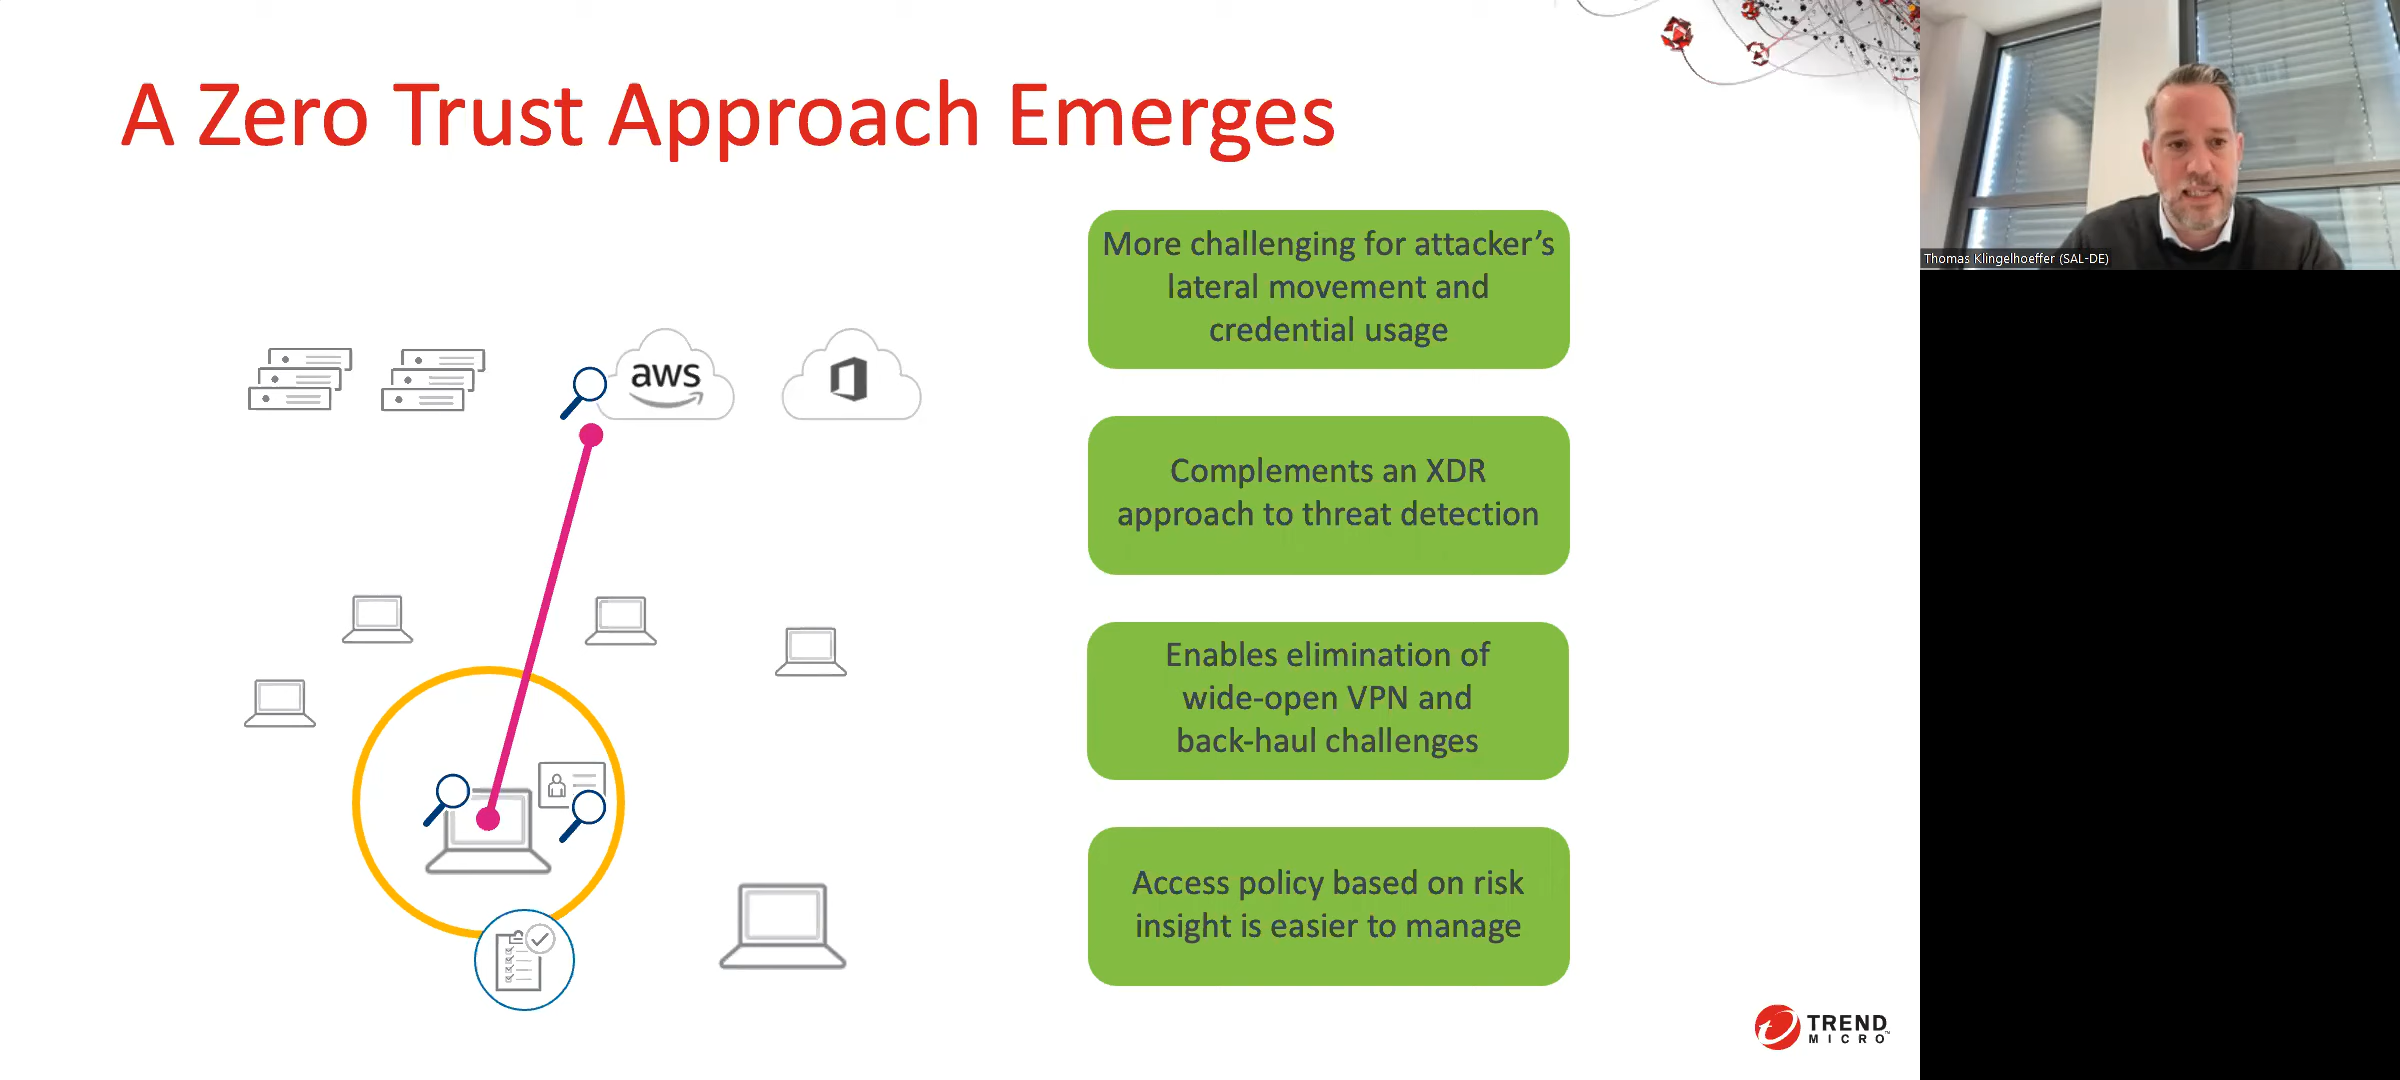 A Zero Trust Approach Emerges
More challenging for attacker’s
lateral movement and
credential usage
aws
Complements an XDR
approach to threat detection
Enables elimination of
wide-open VPN and
back-haul challenges
Access policy based on risk
insight is easier to manage
TREND
MICRO™
Thomas Klingelhoeffer (SAL-DE)